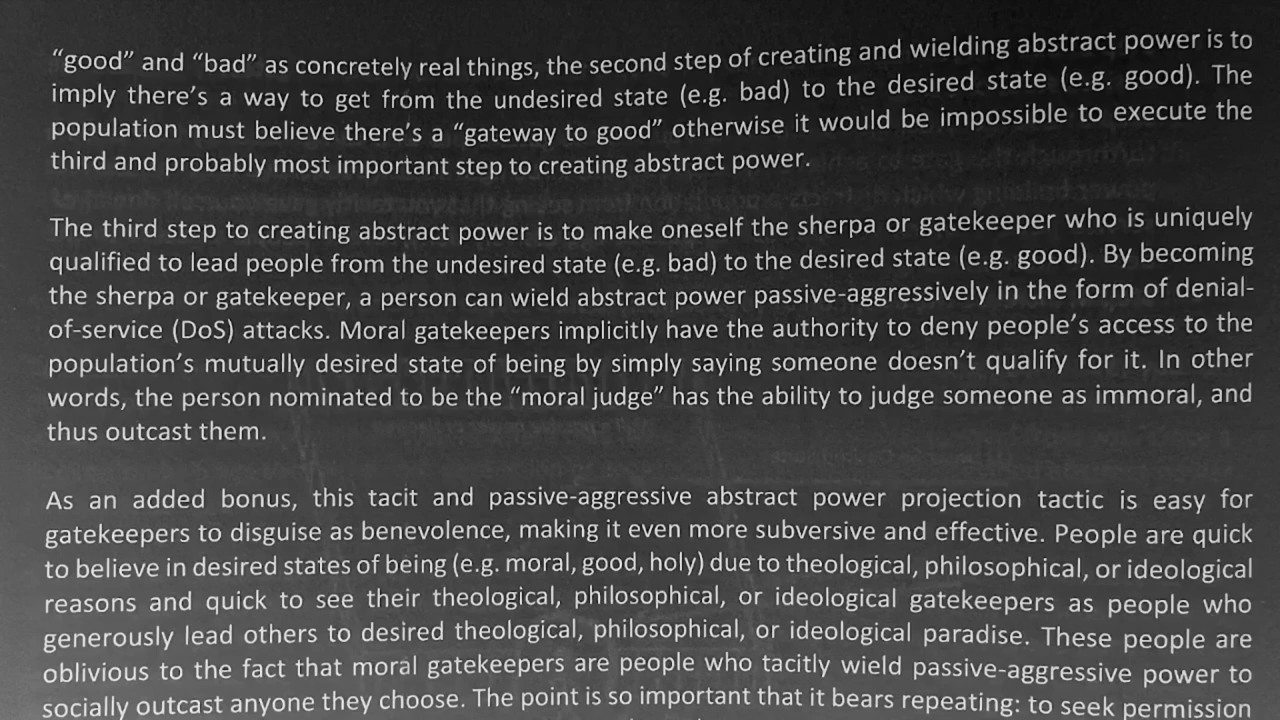 “good” and “bad” as concretely real things, the second step of creating and wielding abstract power is to
imply there’s a way to get from the undesired state (e.g. bad) to the desired state (e.g. good). The
population must believe there’s a “gateway to good” otherwise it would be impossible to execute the
third and probably most important step to creating abstract power.
The third step to creating abstract power is to make oneself the sherpa or gatekeeper who is uniquely
qualified to lead people from the undesired state (e.g. bad) to the desired state (e.g. good). By becoming
the sherpa or gatekeeper, a person can wield abstract power passive-aggressively in the form of denial-
of-service (DoS) attacks. Moral gatekeepers implicitly have the authority to deny people’s access to the
population’s mutually desired state of being by simply saying someone doesn’t qualify for it. In other
words, the person nominated to be the “moral judge” has the ability to judge someone as immoral, and
thus outcast them.
As an added bonus, this tacit and passive-aggressive abstract power projection tactic is easy for
gatekeepers to disguise as benevolence, making it even more subversive and effective. People are quick
to believe in desired states of being (e.g. moral, good, holy) due to theological, philosophical, or ideological
reasons and quick to see their theological, philosophical, or ideological gatekeepers as people who
generously lead others to desired theological, philosophical, or ideological paradise. These people are
oblivious to the fact that moral gatekeepers are people who tacitly wield passive-aggressive power to
socially outcast anyone they choose. The point is so important that it bears repeating: to seek permission